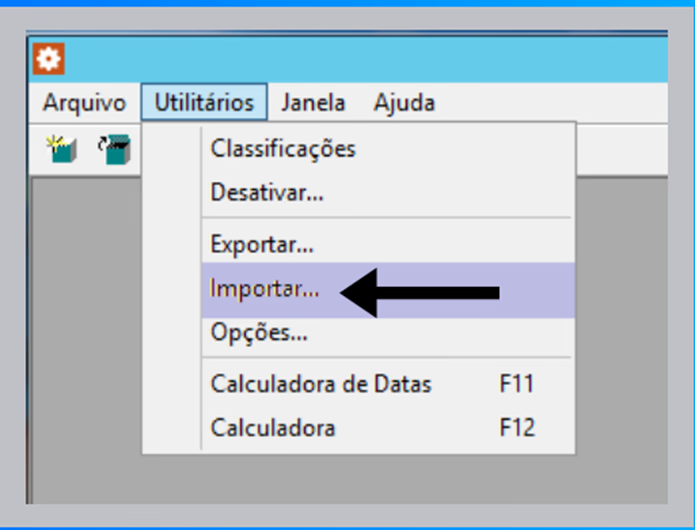 Arquivo Utilitários Janela Ajuda
Classificações
Desativar...
Exportar...
Importar...
Opções...
Calculadora de Datas F11
Calculadora F12